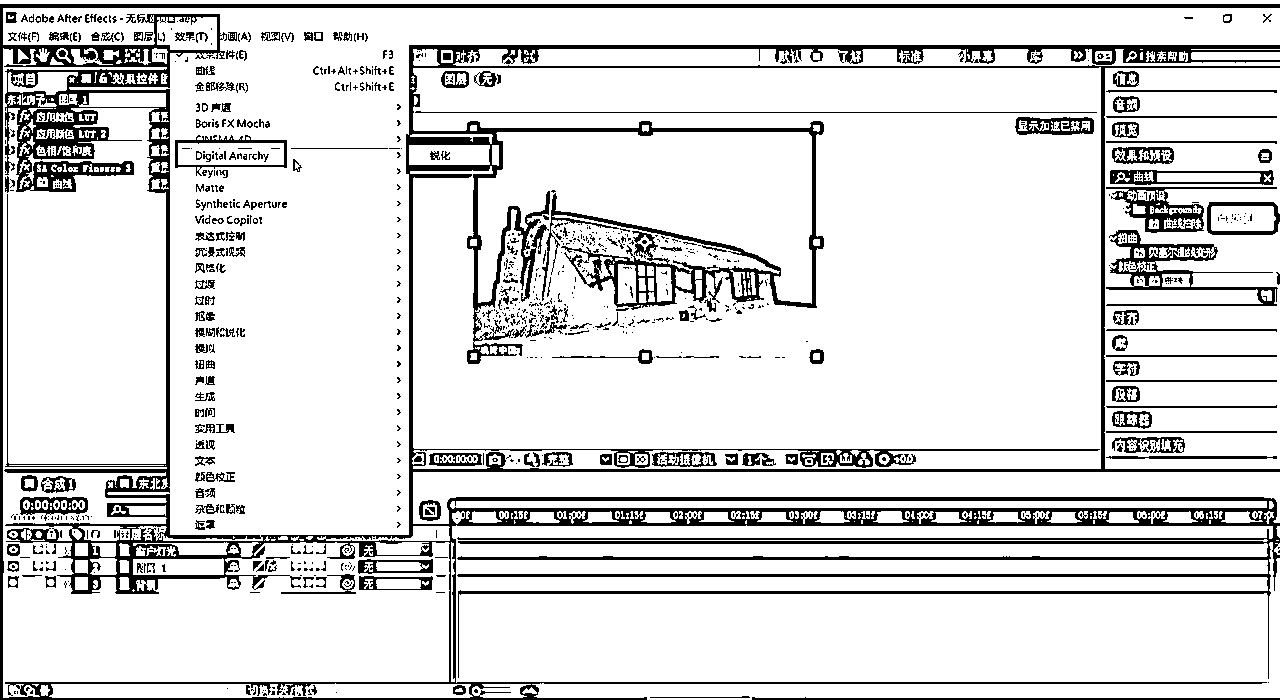 Adobe After Effects - 无标题项目.aep *
文件(F) 编辑(E) 合成(C) 图层(L) 效果(T) 动画(A) 视图(V) 窗口 帮助(H)
效果控件(E) F3
曲线 Ctrl+Alt+Shift+E
全部移除(R) Ctrl+Shift+E
3D 声道
Boris FX Mocha
CINEMA 4D
Digital Anarchy
Keying
Matte
Synthetic Aperture
Video Copilot
表达式控制
沉浸式视频
风格化
过渡
过时
抠像
模糊和锐化
模拟
扭曲
声道
生成
时间
实用工具
透视
文本
颜色校正
音频
杂色和颗粒
遮罩
锐化
项目
效果控件
应用颜色 LUT
应用颜色 LUT 2
色相/饱和度
SA Color Finesse 3
曲线
对齐
图层 (无)
默认 了解 标准 小屏幕 库
搜索帮助
显示加速已禁用
信息
音频
预览
效果和预设
曲线
动画预设
Backgrounds
扭曲
贝塞尔曲线变形
颜色校正
曲线
对齐
库
字符
段落
跟踪器
内容识别填充
0:00:00:00 完整 活动摄像机 1个... +0.0
合成 1
0:00:00:00
图层名称
00:15f 01:00f 01:15f 02:00f 02:15f 03:00f 03:15f 04:00f 04:15f 05:00f 05:15f 06:00f 06:15f 07:0
1 窗户灯光 无
2 图层 1 无
3 背景 无
切换开关/模式